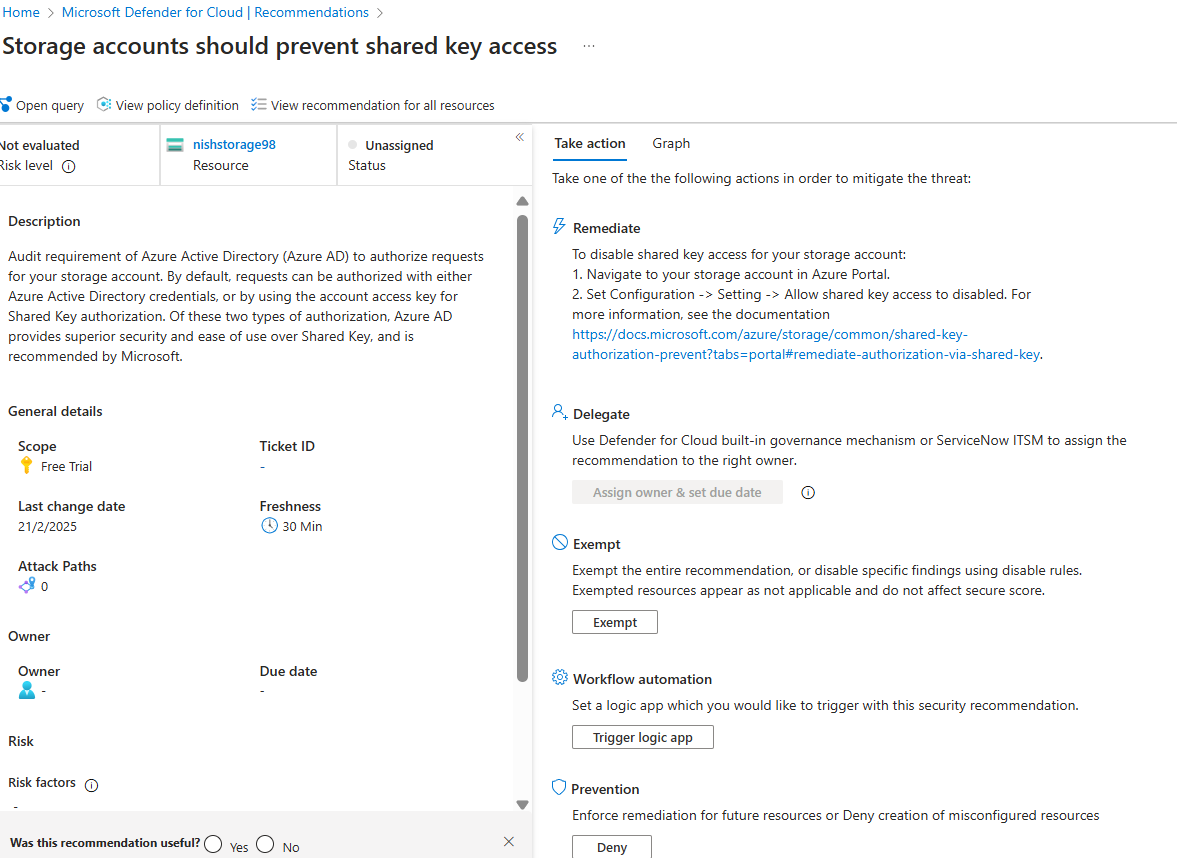 Home > Microsoft Defender for Cloud | Recommendations >
Storage accounts should prevent shared key access ...
Open query View policy definition View recommendation for all resources
Not evaluated
Risk level
nishstorage98
Resource
Unassigned
Status
Description
Audit requirement of Azure Active Directory (Azure AD) to authorize requests
for your storage account. By default, requests can be authorized with either
Azure Active Directory credentials, or by using the account access key for
Shared Key authorization. Of these two types of authorization, Azure AD
provides superior security and ease of use over Shared Key, and is
recommended by Microsoft.
General details
Scope
Free Trial
Ticket ID
-
Last change date
21/2/2025
Freshness
30 Min
Attack Paths
0
Owner
Owner
-
Due date
-
Risk
Risk factors
-
Was this recommendation useful? Yes No
Take action Graph
Take one of the the following actions in order to mitigate the threat:
Remediate
To disable shared key access for your storage account:
1. Navigate to your storage account in Azure Portal.
2. Set Configuration -> Setting -> Allow shared key access to disabled. For
more information, see the documentation
https://docs.microsoft.com/azure/storage/common/shared-key-
authorization-prevent?tabs=portal#remediate-authorization-via-shared-key.
Delegate
Use Defender for Cloud built-in governance mechanism or ServiceNow ITSM to assign the
recommendation to the right owner.
Assign owner & set due date
Exempt
Exempt the entire recommendation, or disable specific findings using disable rules.
Exempted resources appear as not applicable and do not affect secure score.
Exempt
Workflow automation
Set a logic app which you would like to trigger with this security recommendation.
Trigger logic app
Prevention
Enforce remediation for future resources or Deny creation of misconfigured resources
Deny